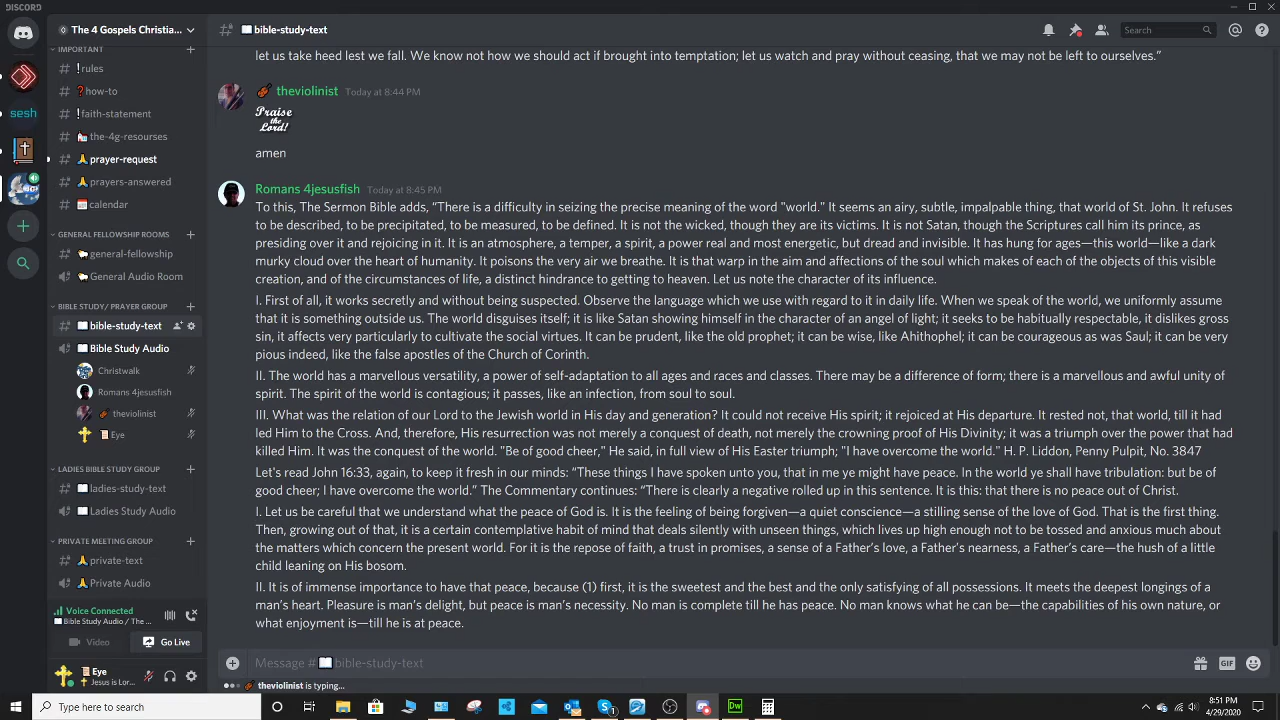 DISCORD
The 4 Gospels Christia...
# bible-study-text
Search
IMPORTANT
# rules
# how-to
# faith-statement
# the-4g-resourses
# prayer-request
# prayers-answered
# calendar
GENERAL FELLOWSHIP ROOMS
# general-fellowship
General Audio Room
BIBLE STUDY/ PRAYER GROUP
# bible-study-text
Bible Study Audio
Christwalk
Romans 4jesusfish
theviolinist
Eye
LADIES BIBLE STUDY GROUP
# ladies-study-text
Ladies Study Audio
PRIVATE MEETING GROUP
# private-text
Private Audio
Voice Connected
Bible Study Audio / The ...
Video
Go Live
Eye
Jesus is Lor...
sesh
let us take heed lest we fall. We know not how we should act if brought into temptation; let us watch and pray without ceasing, that we may not be left to ourselves.”
theviolinist Today at 8:44 PM
Praise
the
Lord!
amen
Romans 4jesusfish Today at 8:45 PM
To this, The Sermon Bible adds, “There is a difficulty in seizing the precise meaning of the word "world." It seems an airy, subtle, impalpable thing, that world of St. John. It refuses
to be described, to be precipitated, to be measured, to be defined. It is not the wicked, though they are its victims. It is not Satan, though the Scriptures call him its prince, as
presiding over it and rejoicing in it. It is an atmosphere, a temper, a spirit, a power real and most energetic, but dread and invisible. It has hung for ages—this world—like a dark
murky cloud over the heart of humanity. It poisons the very air we breathe. It is that warp in the aim and affections of the soul which makes of each of the objects of this visible
creation, and of the circumstances of life, a distinct hindrance to getting to heaven. Let us note the character of its influence.
I. First of all, it works secretly and without being suspected. Observe the language which we use with regard to it in daily life. When we speak of the world, we uniformly assume
that it is something outside us. The world disguises itself; it is like Satan showing himself in the character of an angel of light; it seeks to be habitually respectable, it dislikes gross
sin, it affects very particularly to cultivate the social virtues. It can be prudent, like the old prophet; it can be wise, like Ahithophel; it can be courageous as was Saul; it can be very
pious indeed, like the false apostles of the Church of Corinth.
II. The world has a marvellous versatility, a power of self-adaptation to all ages and races and classes. There may be a difference of form; there is a marvellous and awful unity of
spirit. The spirit of the world is contagious; it passes, like an infection, from soul to soul.
III. What was the relation of our Lord to the Jewish world in His day and generation? It could not receive His spirit; it rejoiced at His departure. It rested not, that world, till it had
led Him to the Cross. And, therefore, His resurrection was not merely a conquest of death, not merely the crowning proof of His Divinity; it was a triumph over the power that had
killed Him. It was the conquest of the world. "Be of good cheer," He said, in full view of His Easter triumph; "I have overcome the world." H. P. Liddon, Penny Pulpit, No. 3847
Let's read John 16:33, again, to keep it fresh in our minds: “These things I have spoken unto you, that in me ye might have peace. In the world ye shall have tribulation: but be of
good cheer; I have overcome the world.” The Commentary continues: “There is clearly a negative rolled up in this sentence. It is this: that there is no peace out of Christ.
I. Let us be careful that we understand what the peace of God is. It is the feeling of being forgiven—a quiet conscience—a stilling sense of the love of God. That is the first thing.
Then, growing out of that, it is a certain contemplative habit of mind that deals silently with unseen things, which lives up high enough not to be tossed and anxious much about
the matters which concern the present world. For it is the repose of faith, a trust in promises, a sense of a Father’s love, a Father’s nearness, a Father’s care—the hush of a little
child leaning on His bosom.
II. It is of immense importance to have that peace, because (1) first, it is the sweetest and the best and the only satisfying of all possessions. It meets the deepest longings of a
man’s heart. Pleasure is man’s delight, but peace is man’s necessity. No man is complete till he has peace. No man knows what he can be—the capabilities of his own nature, or
what enjoyment is—till he is at peace.
Message # bible-study-text
GIF
theviolinist is typing...
Type here to search
Dw
8:51 PM
4/29/2020